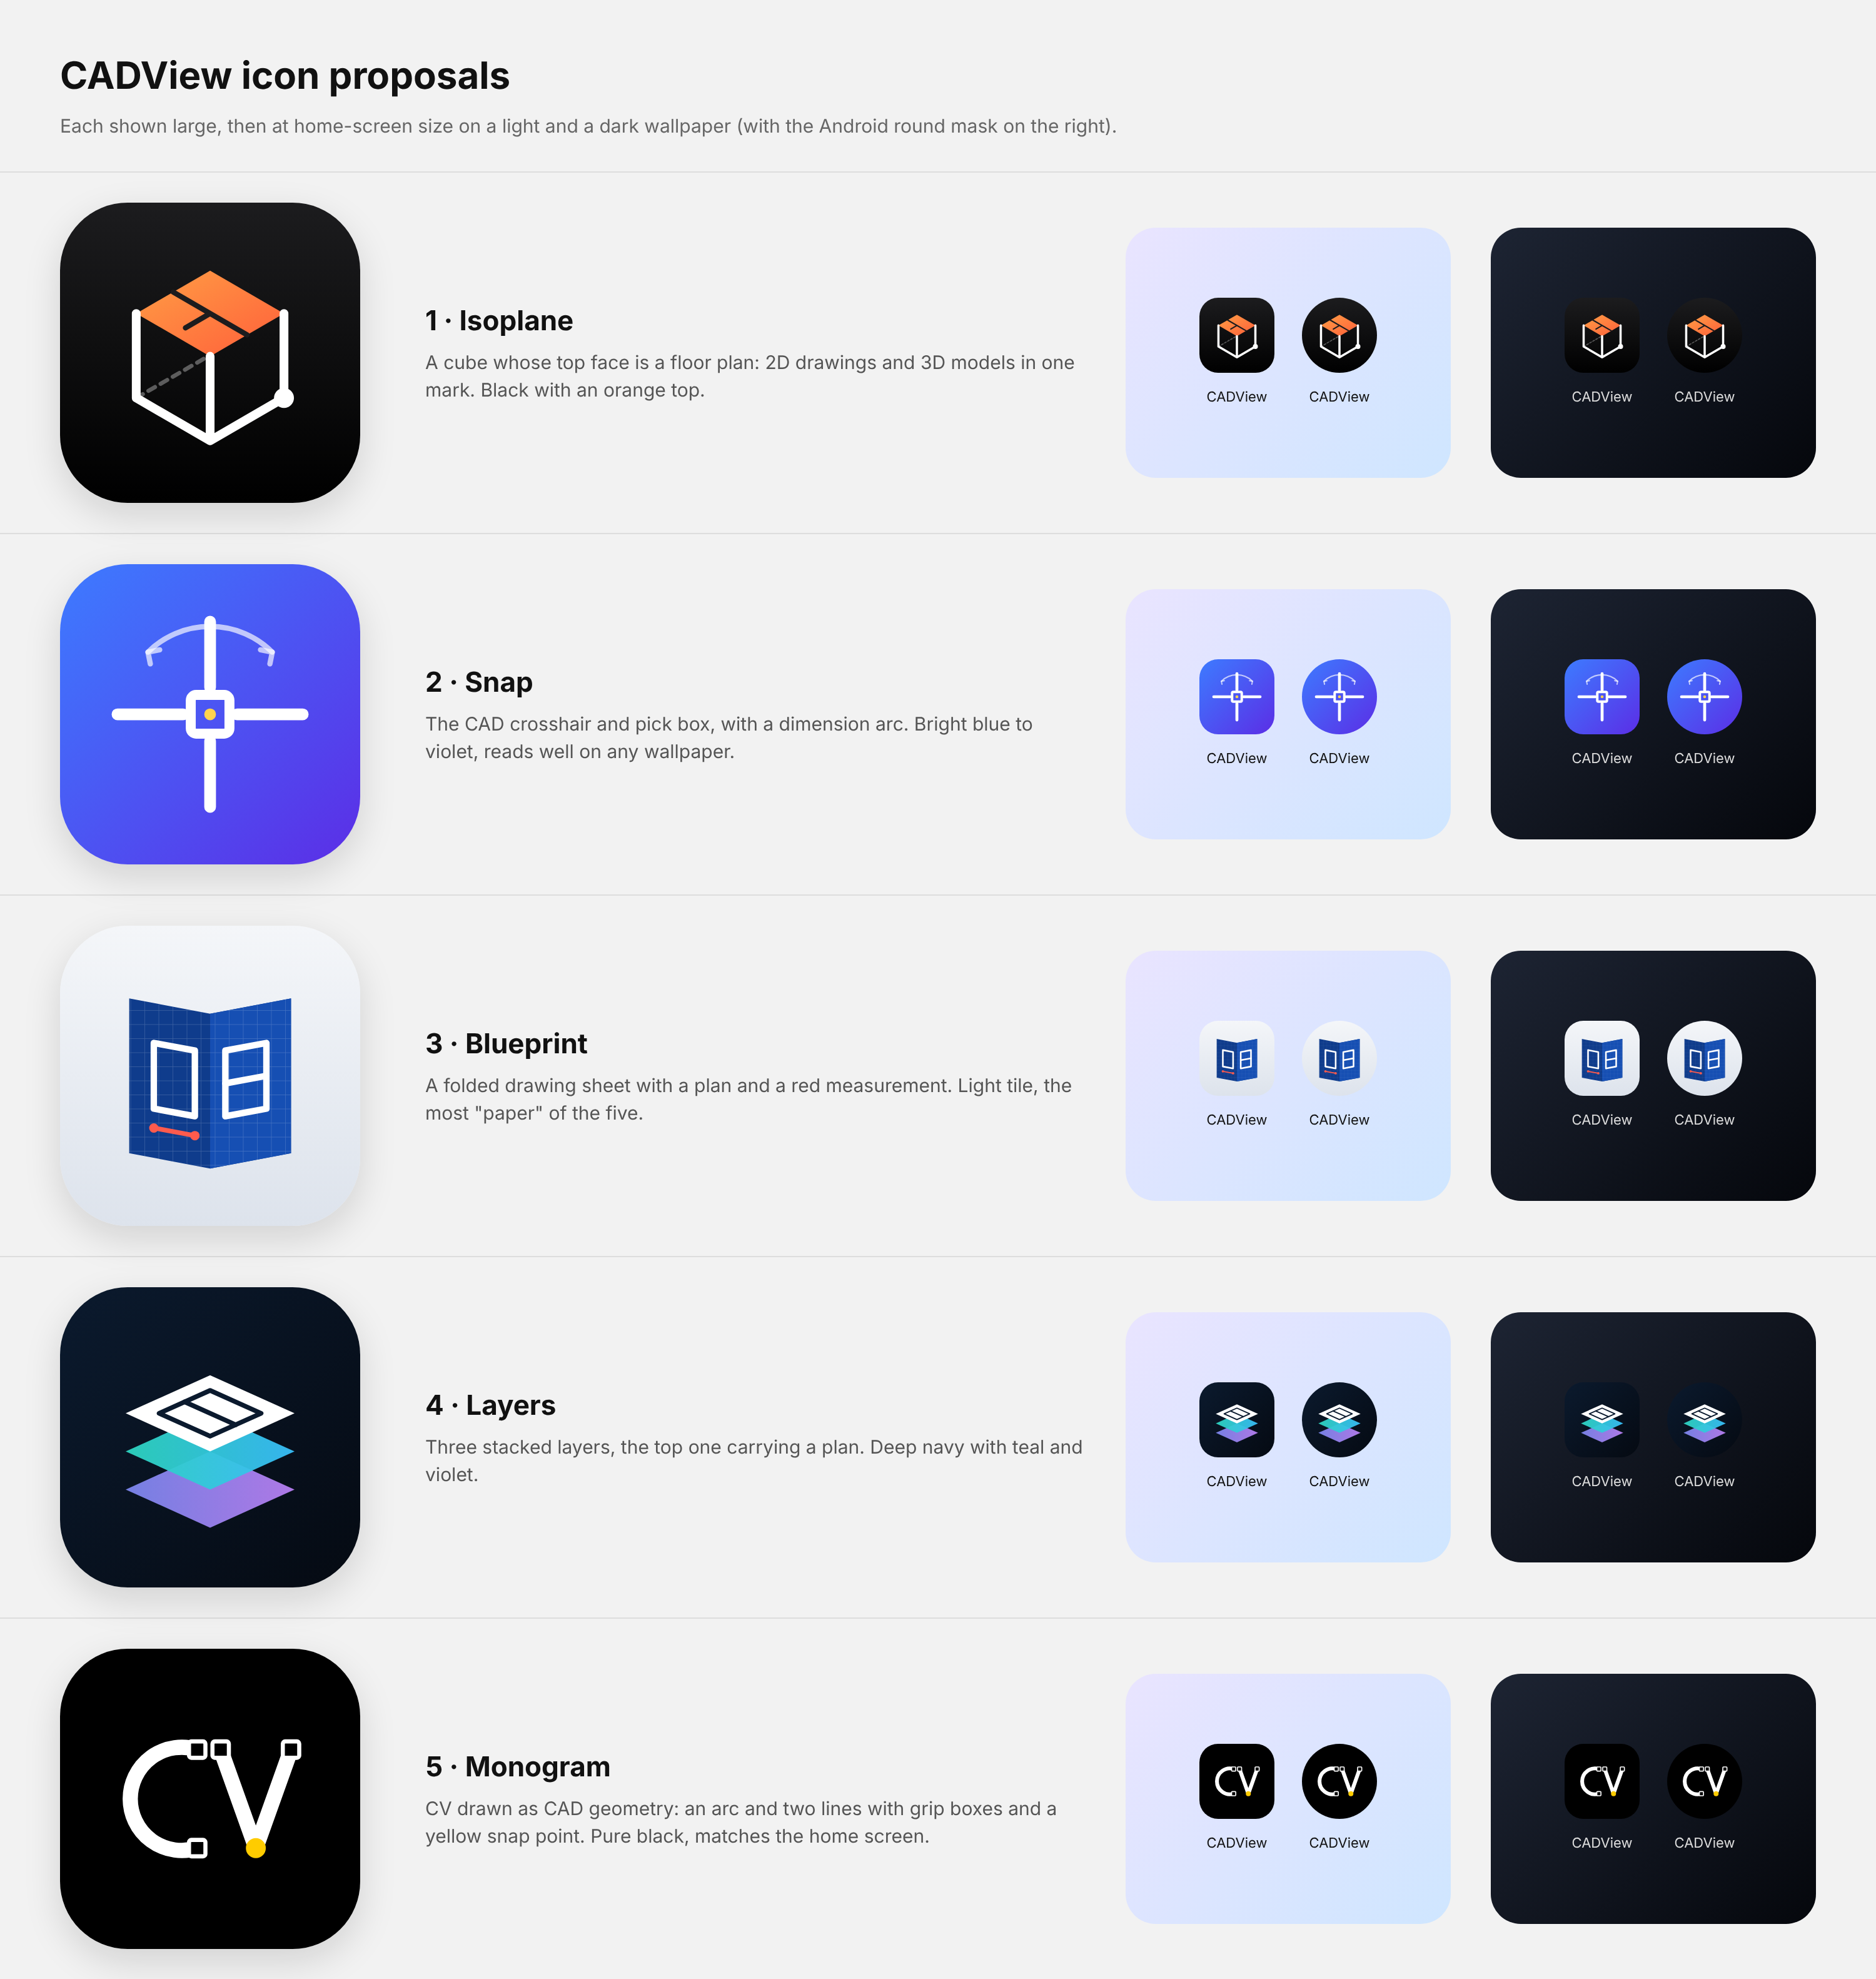 CADView icon proposals
Each shown large, then at home-screen size on a light and a dark wallpaper (with the Android round mask on the right).
1 · Isoplane
A cube whose top face is a floor plan: 2D drawings and 3D models in one
mark. Black with an orange top.
CADView CADView
CADView CADView
2 · Snap
The CAD crosshair and pick box, with a dimension arc. Bright blue to
violet, reads well on any wallpaper.
CADView CADView
CADView CADView
3 · Blueprint
A folded drawing sheet with a plan and a red measurement. Light tile, the
most "paper" of the five.
CADView CADView
CADView CADView
4 · Layers
Three stacked layers, the top one carrying a plan. Deep navy with teal and
violet.
CADView CADView
CADView CADView
CV
5 · Monogram
CV drawn as CAD geometry: an arc and two lines with grip boxes and a
yellow snap point. Pure black, matches the home screen.
CV CV
CADView CADView
CV CV
CADView CADView